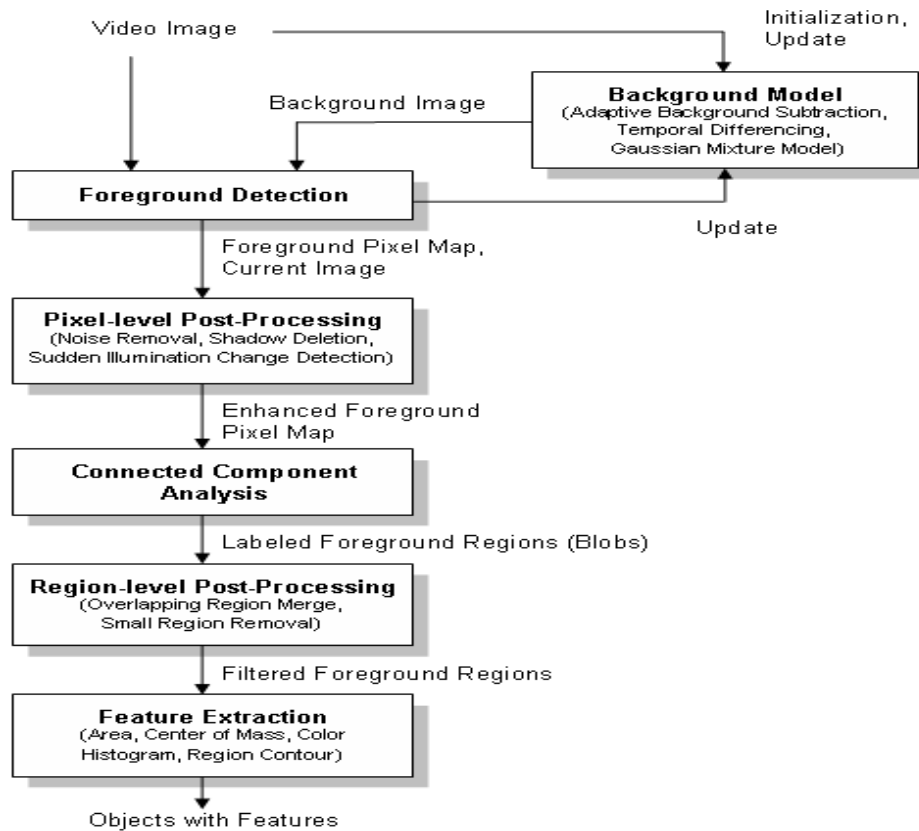 Video Image
Initialization,
Update
Background Image
Background Model
(Adaptive Background Subtraction,
Temporal Differencing,
Gaussian Mixture Model)
Foreground Detection
Update
Foreground Pixel Map,
Current Image
Pixel-level Post-Processing
(Noise Removal, Shadow Deletion,
Sudden Illumination Change Detection)
Enhanced Foreground
Pixel Map
Connected Component
Analysis
Labeled Foreground Regions (Blobs)
Region-level Post-Processing
(Overlapping Region Merge,
Small Region Removal)
Filtered Foreground Regions
Feature Extraction
(Area, Center of Mass, Color
Histogram, Region Contour)
Objects with Features